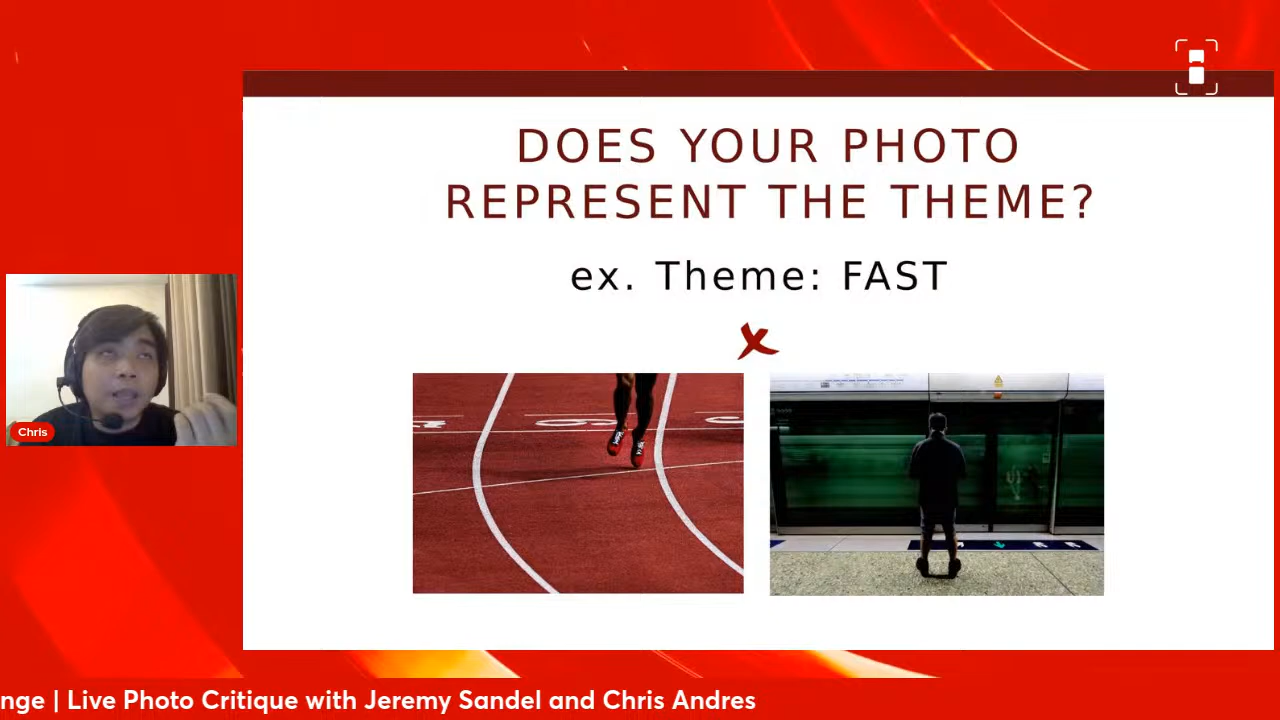 DOES YOUR PHOTO
REPRESENT THE THEME?
ex. Theme: FAST
Chris
nge | Live Photo Critique with Jeremy Sandel and Chris Andres